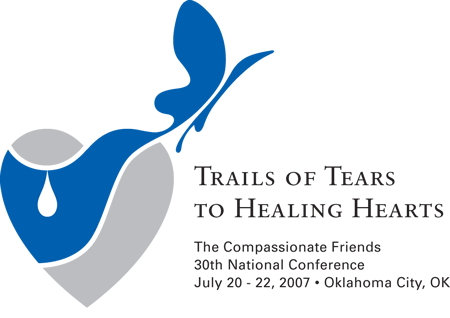 Trails of Tears
to Healing Hearts
The Compassionate Friends
30th National Conference
July 20 - 22, 2007 • Oklahoma City, OK